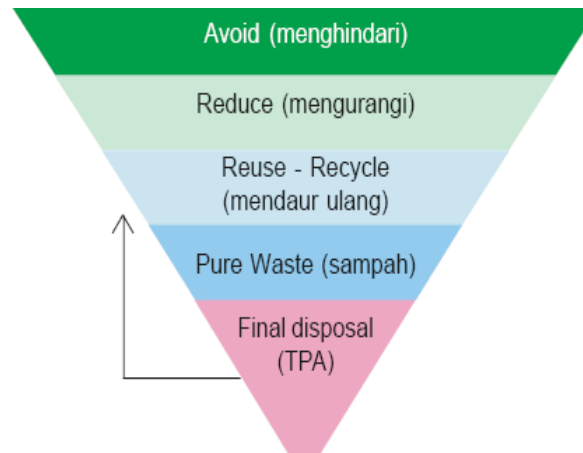 Avoid (menghindari)
Reduce (mengurangi)
Reuse - Recycle
(mendaur ulang)
Pure Waste (sampah)
Final disposal
(TPA)